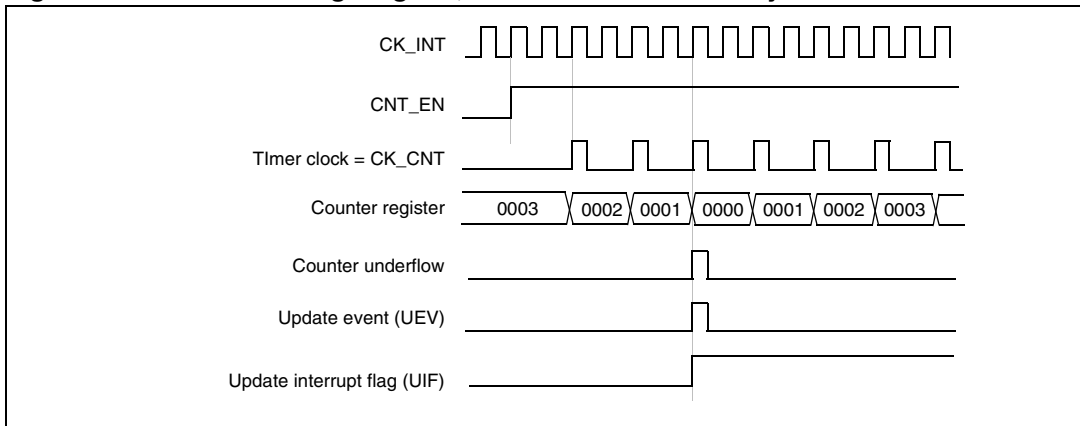 CK_INT
CNT_EN
TImer clock = CK_CNT
Counter register 0003 0002 0001 0000 0001 0002 0003
Counter underflow
Update event (UEV)
Update interrupt flag (UIF)